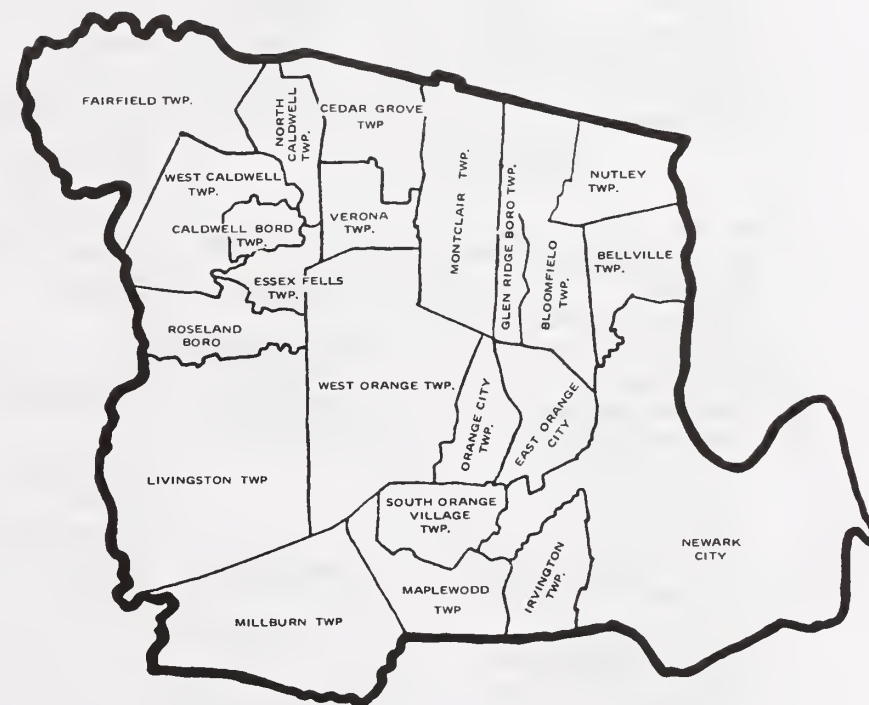 FAIRFIELD TWP.
NORTH
CALDWELL
TWP.
CEDAR GROVE
TWP
WEST CALDWELL
TWP.
CALDWELL BORD
TWP.
VERONA
TWP.
MONTCLAIR TWP.
GLEN RIDGE BORO TWP.
BLOOMFIELD
TWP.
NUTLEY
TWP.
BELLVILLE
TWP.
ESSEX FELLS
TWP.
ROSELAND
BORO
WEST ORANGE TWP.
ORANGE CITY
TWP.
EAST ORANGE
CITY
LIVINGSTON TWP
SOUTH ORANGE
VILLAGE
TWP.
NEWARK
CITY
MAPLEWODD
TWP
IRVINGTON
TWP.
MILLBURN TWP